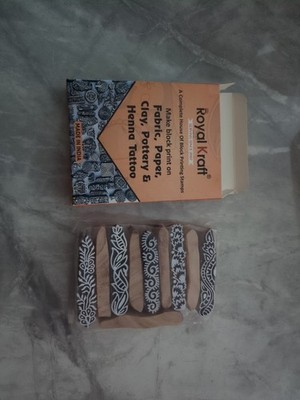 Royal Kraft®
A Complete House Of Block Printing Stamps
Make block print on
Fabric, Paper,
Clay, Pottery &
Henna Tattoo
MADE IN INDIA